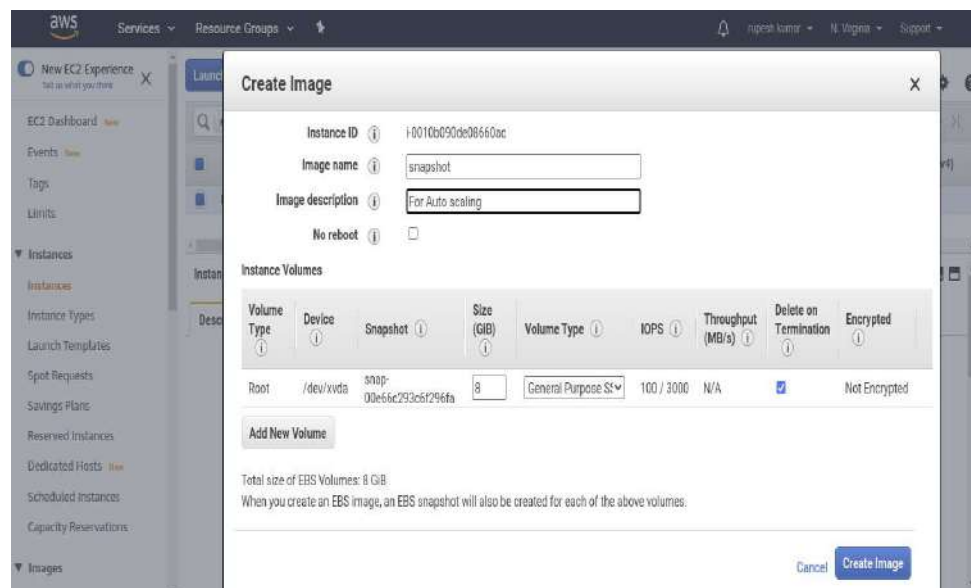 aws Services Resource Groups rupesh kumar N. Virginia Support
New EC2 Experience
Tell us what you think
EC2 Dashboard New
Events New
Tags
Limits
Instances
Instances
Instance Types
Launch Templates
Spot Requests
Savings Plans
Reserved Instances
Dedicated Hosts New
Scheduled Instances
Capacity Reservations
Images
Create Image
Instance ID i-0010b090de08660ac
Image name snapshot
Image description For Auto scaling
No reboot
Instance Volumes
Volume Type Device Snapshot Size (GiB) Volume Type IOPS Throughput (MB/s) Delete on Termination Encrypted
Root /dev/xvda snap-00e66c293c6f296fa 8 General Purpose 100 / 3000 N/A Not Encrypted
Add New Volume
Total size of EBS Volumes: 8 GiB
When you create an EBS image, an EBS snapshot will also be created for each of the above volumes.
Cancel Create Image